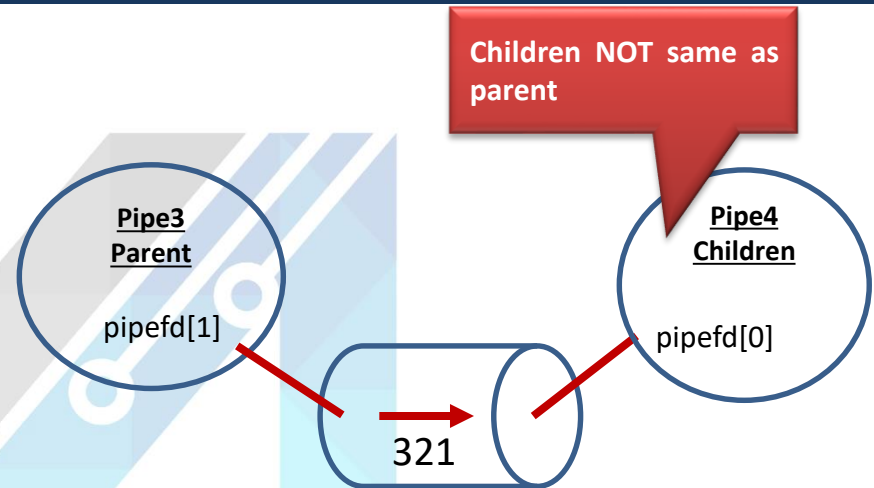 Children NOT same as
parent
Pipe3
Parent
pipefd[1]
Pipe4
Children
pipefd[0]
321